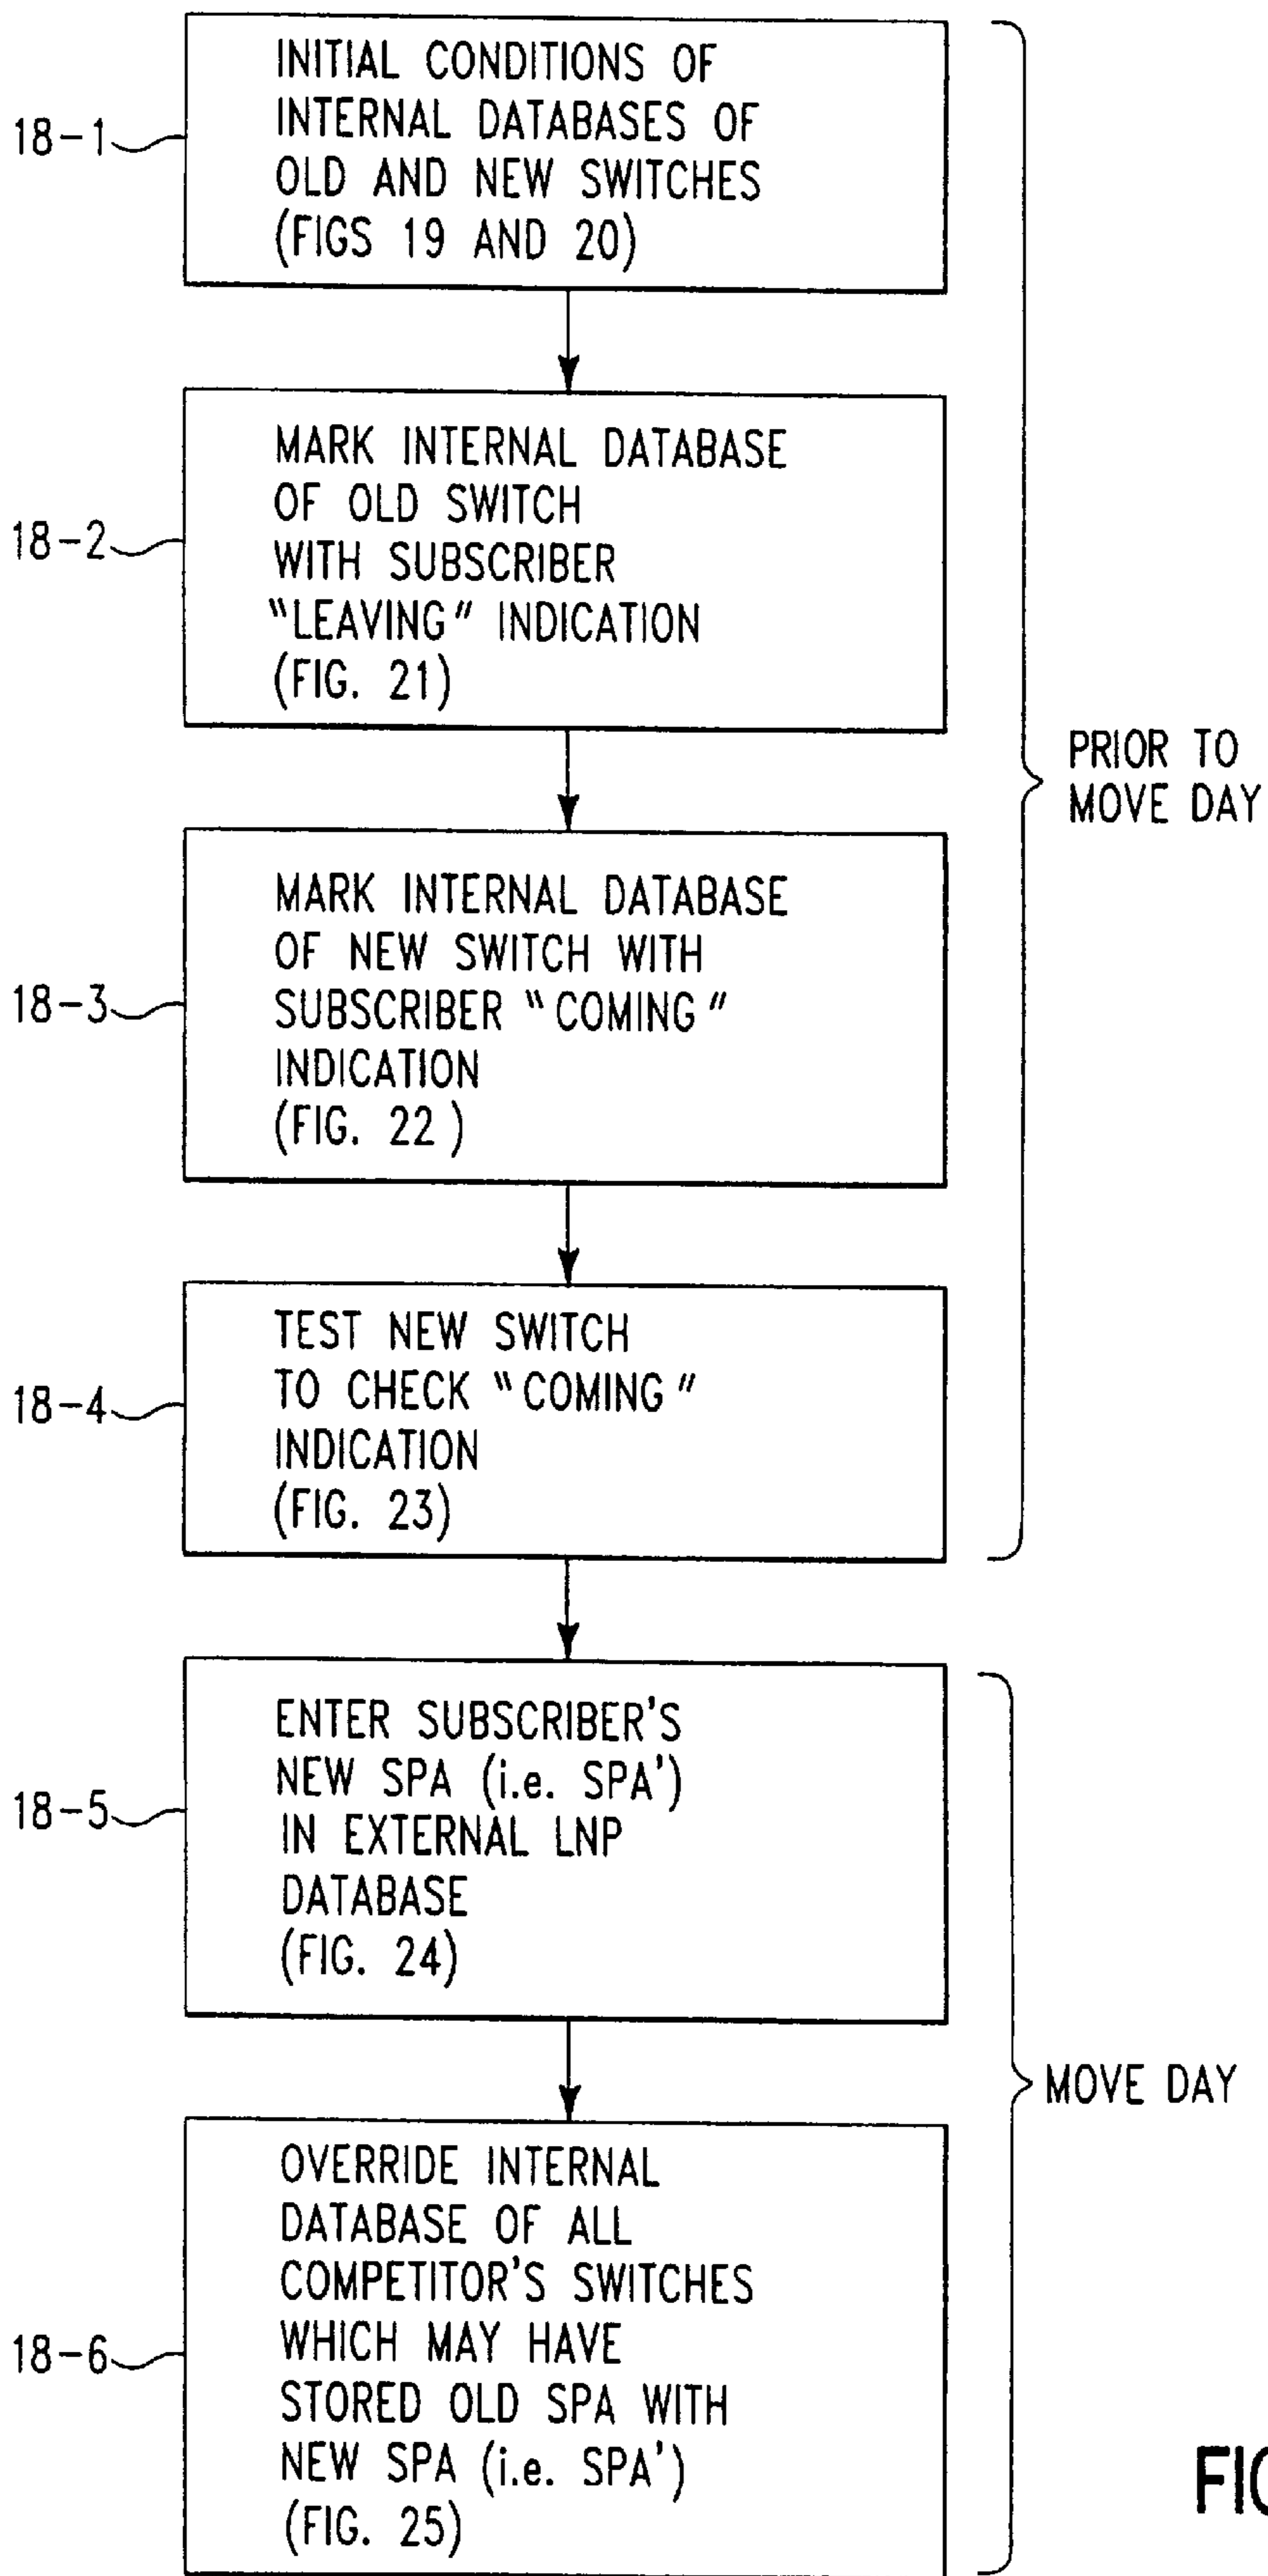 18-1
INITIAL CONDITIONS OF
INTERNAL DATABASES OF
OLD AND NEW SWITCHES
(FIGS 19 AND 20)
18-2
MARK INTERNAL DATABASE
OF OLD SWITCH
WITH SUBSCRIBER
"LEAVING" INDICATION
(FIG. 21)
PRIOR TO
MOVE DAY
18-3
MARK INTERNAL DATABASE
OF NEW SWITCH WITH
SUBSCRIBER "COMING"
INDICATION
(FIG. 22 )
18-4
TEST NEW SWITCH
TO CHECK "COMING"
INDICATION
(FIG. 23)
18-5
ENTER SUBSCRIBER'S
NEW SPA (i.e. SPA')
IN EXTERNAL LNP
DATABASE
(FIG. 24)
MOVE DAY
18-6
OVERRIDE INTERNAL
DATABASE OF ALL
COMPETITOR'S SWITCHES
WHICH MAY HAVE
STORED OLD SPA WITH
NEW SPA (i.e. SPA')
(FIG. 25)